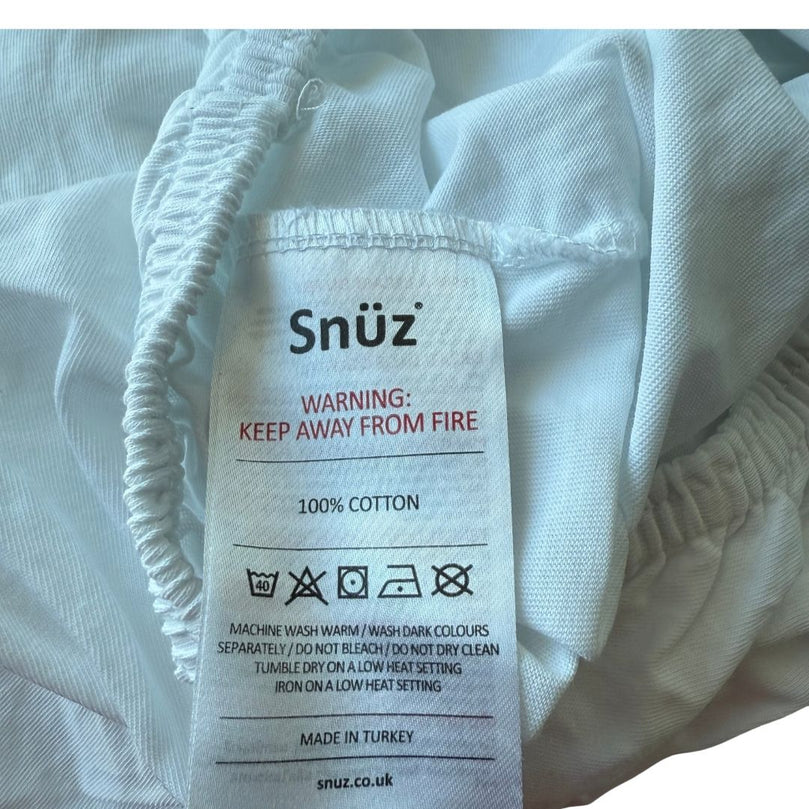 Snüz®
WARNING:
KEEP AWAY FROM FIRE
100% COTTON
40
MACHINE WASH WARM / WASH DARK COLOURS
SEPARATELY / DO NOT BLEACH / DO NOT DRY CLEAN
TUMBLE DRY ON A LOW HEAT SETTING
IRON ON A LOW HEAT SETTING
MADE IN TURKEY
snuz.co.uk